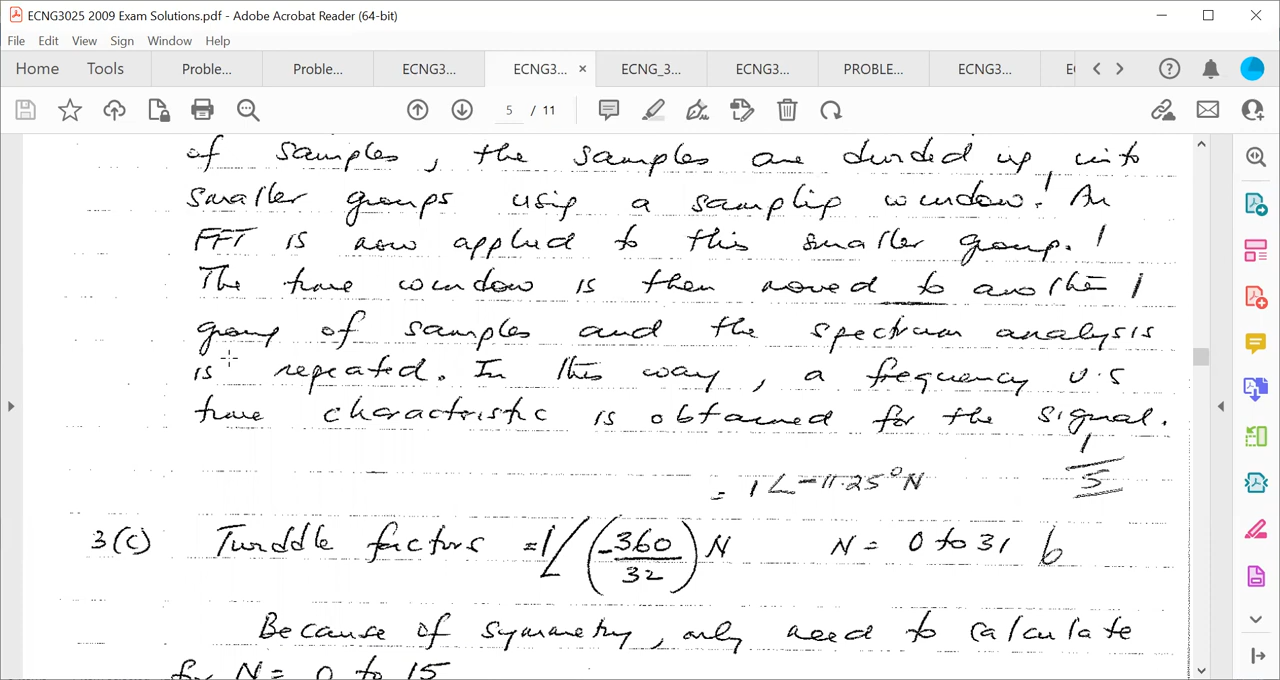 ECNG3025 2009 Exam Solutions.pdf - Adobe Acrobat Reader (64-bit)
File Edit View Sign Window Help
Home Tools Proble... Proble... ECNG3... ECNG3... × ECNG_3... ECNG3... PROBLE... ECNG3...
5 / 11
of samples, the samples are divided up into
smaller groups using a sampling window. An
FFT is now applied to this smaller group.
The time window is then moved to another
group of samples and the spectrum analysis
is repeated. In this way, a frequency v.s
time characteristic is obtained for the signal.
1/5
= 1∠-11.25°N
3(c) Twiddle factors = 1∠(-360/32)N N = 0 to 31 6
Because of symmetry, only need to calculate
for N = 0 to 15